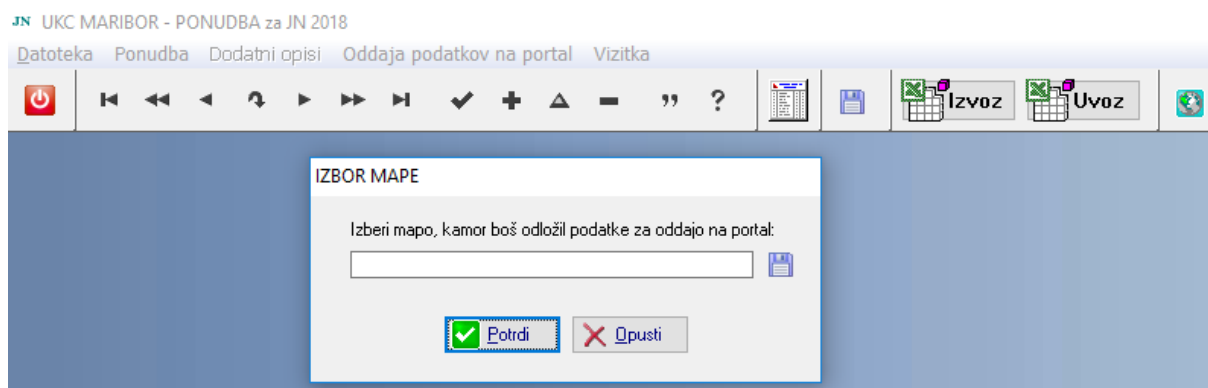 JN UKC MARIBOR - PONUDBA za JN 2018
Datoteka Ponudba Dodatni opisi Oddaja podatkov na portal Vizitka
Izvoz Uvoz
IZBOR MAPE
Izberi mapo, kamor boš odložil podatke za oddajo na portal:
Potrdi Opusti